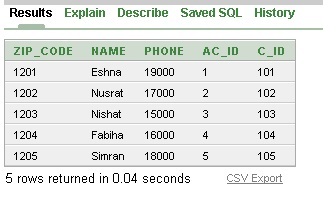 Results Explain Describe Saved SQL History
ZIP_CODE NAME PHONE AC_ID C_ID
1201 Eshna 19000 1 101
1202 Nusrat 17000 2 102
1203 Nishat 15000 3 103
1204 Fabiha 16000 4 104
1205 Simran 18000 5 105
5 rows returned in 0.04 seconds CSV Export